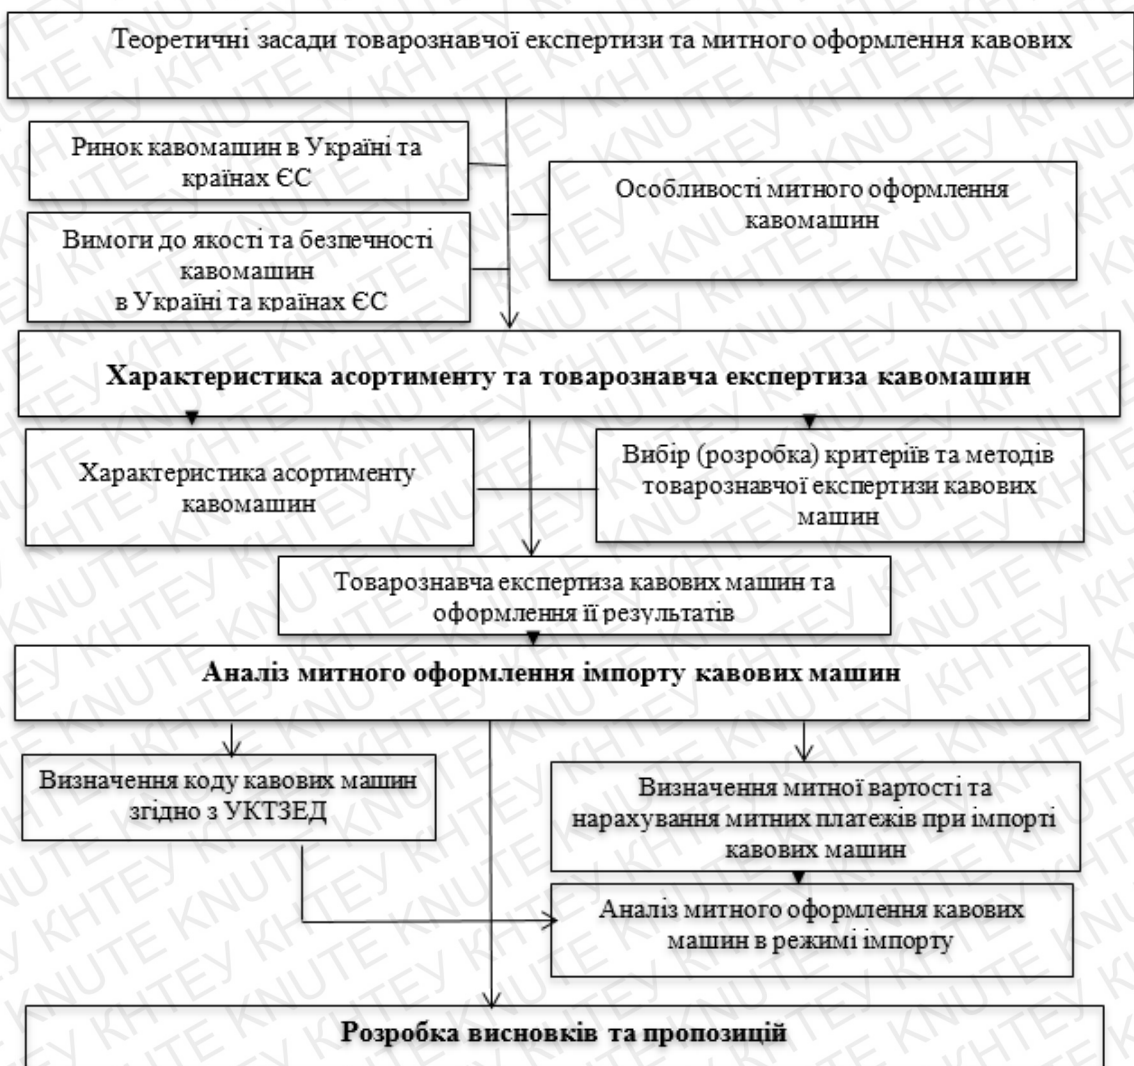 Теоретичні засади товарознавчої експертизи та митного оформлення кавових
Ринок кавомашин в Україні та
країнах ЄС
Особливості митного оформлення
кавомашин
Вимоги до якості та безпечності
кавомашин
в Україні та країнах ЄС
Характеристика асортименту та товарознавча експертиза кавомашин
Характеристика асортименту
кавомашин
Вибір (розробка) критеріїв та методів
товарознавчої експертизи кавових
машин
Товарознавча експертиза кавових машин та
оформлення її результатів
Аналіз митного оформлення імпорту кавових машин
Визначення коду кавових машин
згідно з УКТЗЕД
Визначення митної вартості та
нарахування митних платежів при імпорті
кавових машин
Аналіз митного оформлення кавових
машин в режимі імпорту
Розробка висновків та пропозицій